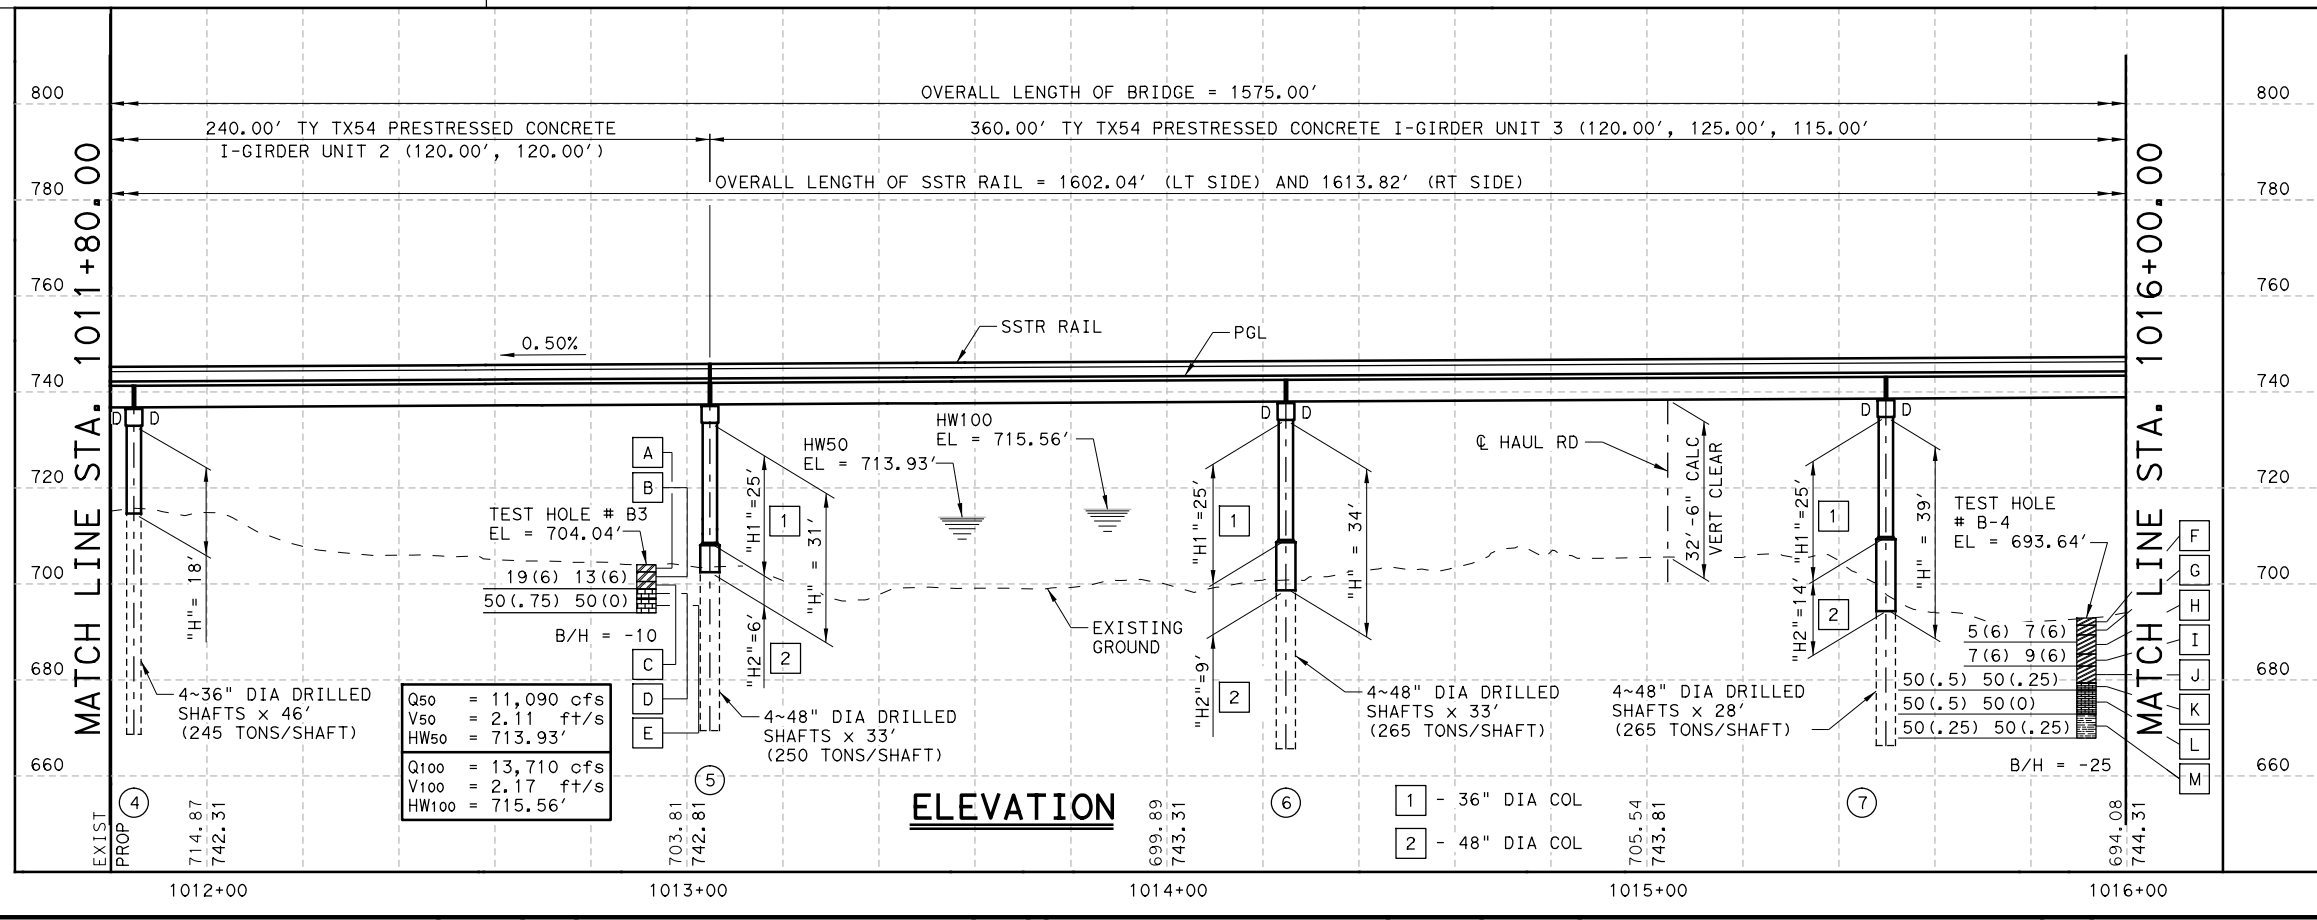 OVERALL LENGTH OF BRIDGE = 1575.00'
240.00' TY TX54 PRESTRESSED CONCRETE
I-GIRDER UNIT 2 (120.00', 120.00')
360.00' TY TX54 PRESTRESSED CONCRETE I-GIRDER UNIT 3 (120.00', 125.00', 115.00'
OVERALL LENGTH OF SSTR RAIL = 1602.04' (LT SIDE) AND 1613.82' (RT SIDE)
800
780
760
740
720
700
680
660
MATCH LINE STA. 1011+80.00
0.50%
SSTR RAIL
PGL
D D
"H"= 18'
4~36" DIA DRILLED
SHAFTS x 46'
(245 TONS/SHAFT)
TEST HOLE # B3
EL = 704.04'
19(6) 13(6)
50(.75) 50(0)
B/H = -10
A
B
C
D
E
Q50 = 11,090 cfs
V50 = 2.11 ft/s
HW50 = 713.93'
Q100 = 13,710 cfs
V100 = 2.17 ft/s
HW100 = 715.56'
"H1"=25'
1
"H" = 31'
"H2"=6'
2
4~48" DIA DRILLED
SHAFTS x 33'
(250 TONS/SHAFT)
HW50
EL = 713.93'
HW100
EL = 715.56'
EXISTING
GROUND
D D
"H1"=25'
1
"H" = 34'
"H2"=9'
2
4~48" DIA DRILLED
SHAFTS x 33'
(265 TONS/SHAFT)
℄ HAUL RD
32'-6" CALC
VERT CLEAR
D D
"H1"=25'
1
"H" = 39'
"H2"=14'
2
4~48" DIA DRILLED
SHAFTS x 28'
(265 TONS/SHAFT)
TEST HOLE
# B-4
EL = 693.64'
5(6) 7(6)
7(6) 9(6)
50(.5) 50(.25)
50(.5) 50(0)
50(.25) 50(.25)
B/H = -25
F
G
H
I
J
K
L
M
MATCH LINE STA. 1016+00.00
800
780
760
740
720
700
680
660
4
5
6
7
ELEVATION
1 - 36" DIA COL
2 - 48" DIA COL
EXIST
PROP
714.87
742.31
703.81
742.81
699.89
743.31
705.54
743.81
694.08
744.31
1012+00
1013+00
1014+00
1015+00
1016+00